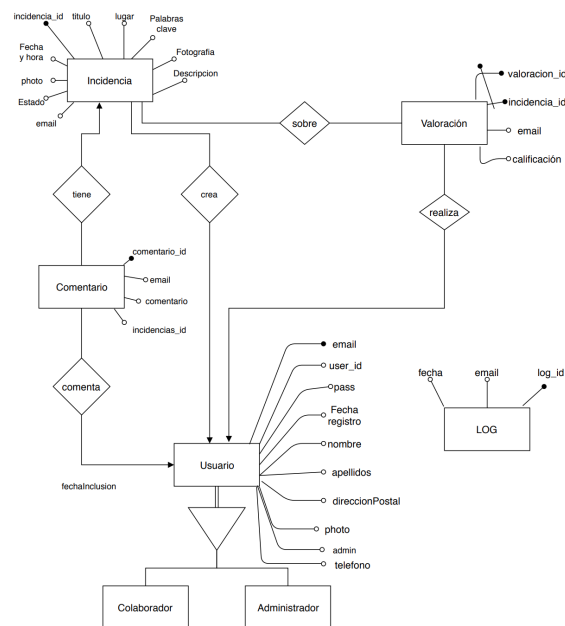 incidencia_id
titulo
lugar
Palabras
clave
Fecha
y hora
Fotografía
photo
Incidencia
Descripcion
Estado
email
sobre
Valoración
valoracion_id
incidencia_id
email
calificación
tiene
crea
realiza
Comentario
comentario_id
email
comentario
incidencias_id
comenta
fechaInclusion
Usuario
email
user_id
pass
Fecha
registro
nombre
apellidos
direccionPostal
photo
admin
telefono
fecha
email
log_id
LOG
Colaborador
Administrador